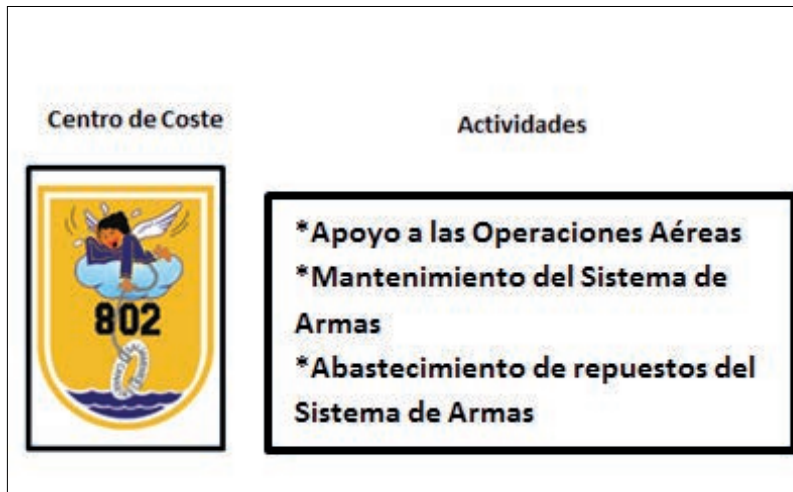 Centro de Coste
Actividades
802
CANARIAS
*Apoyo a las Operaciones Aéreas
*Mantenimiento del Sistema de
Armas
*Abastecimiento de repuestos del
Sistema de Armas